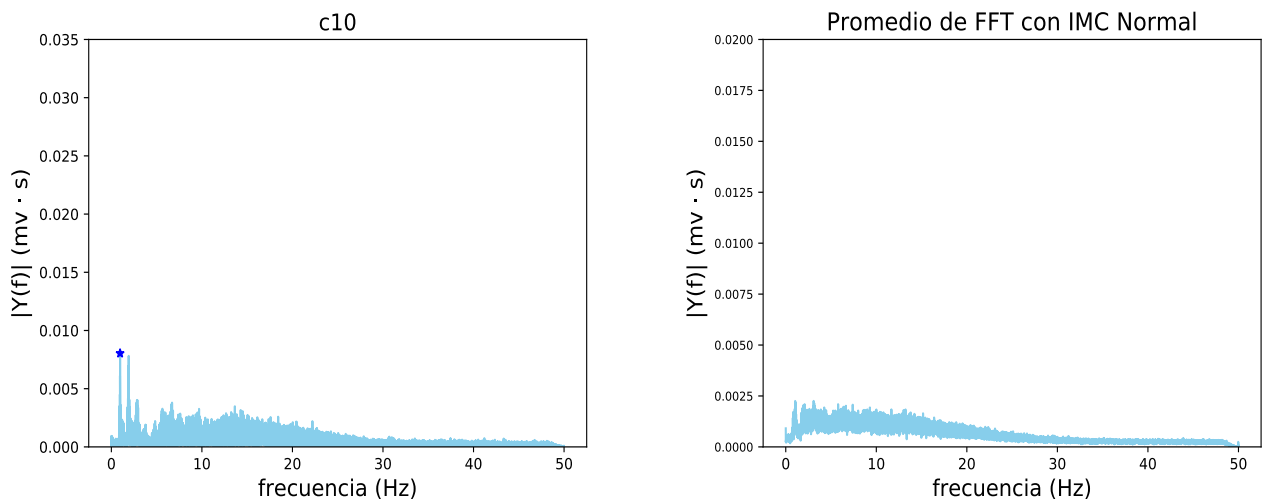 c10
0.035
0.030
0.025
0.020
0.015
0.010
0.005
0.000
|Y(f)| (mv · s)
0 10 20 30 40 50
frecuencia (Hz)
Promedio de FFT con IMC Normal
0.0200
0.0175
0.0150
0.0125
0.0100
0.0075
0.0050
0.0025
0.0000
|Y(f)| (mv · s)
0 10 20 30 40 50
frecuencia (Hz)